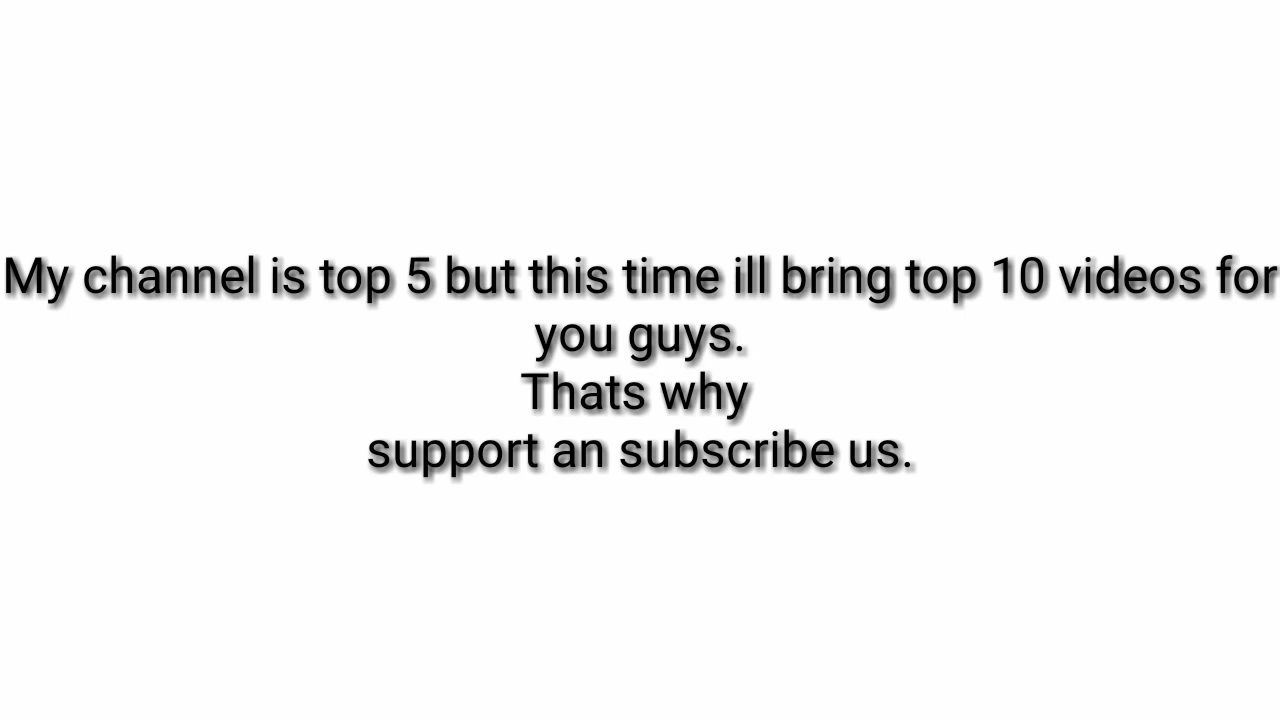 My channel is top 5 but this time ill bring top 10 videos for
you guys.
Thats why
support an subscribe us.